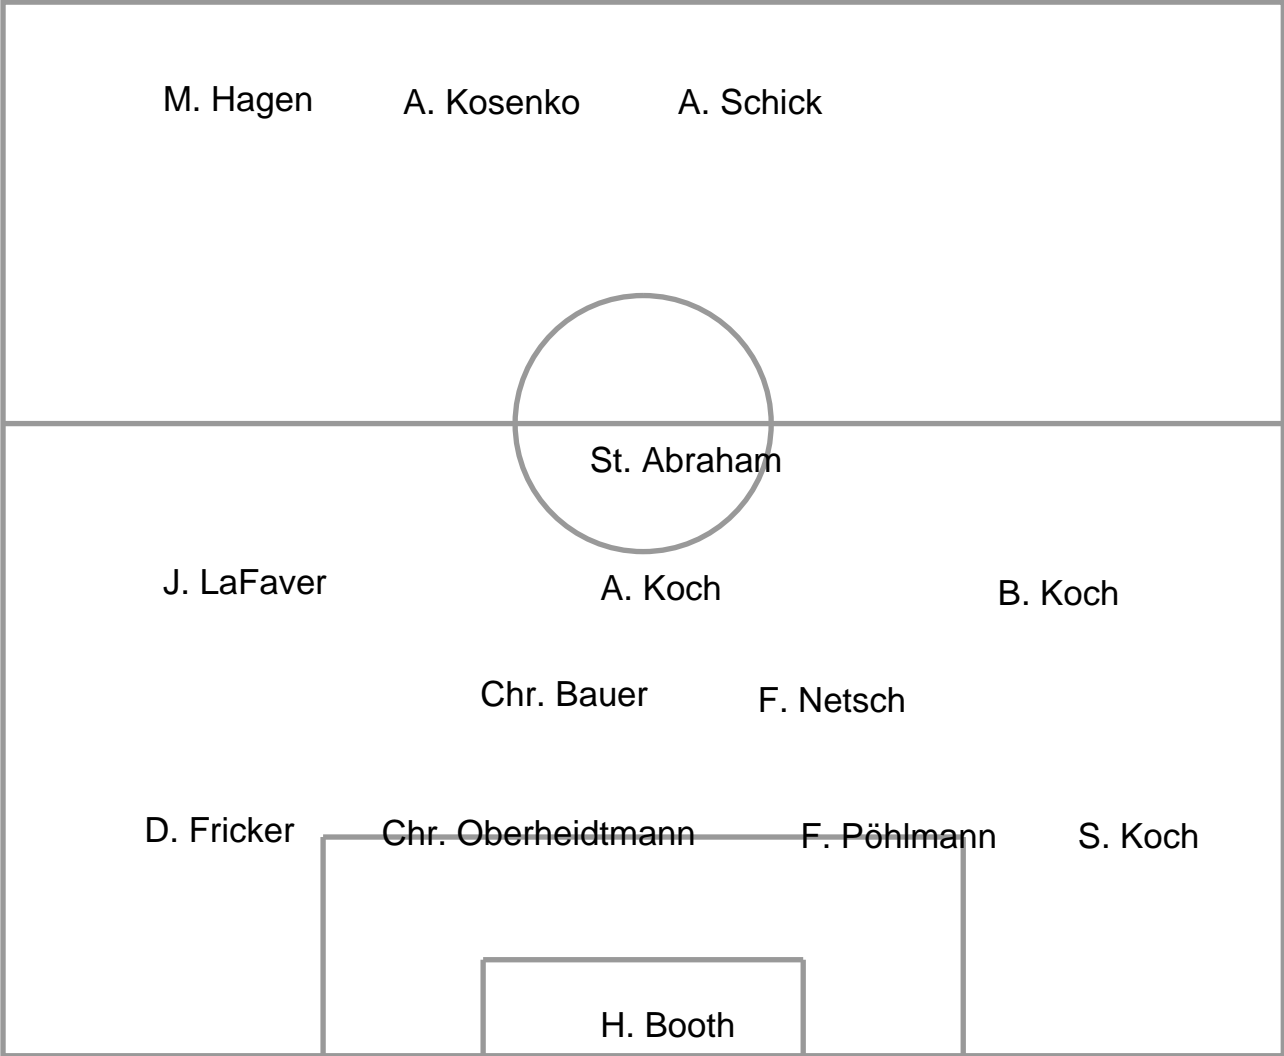 M. Hagen A. Kosenko A. Schick
St. Abraham
J. LaFaver A. Koch B. Koch
Chr. Bauer F. Netsch
D. Fricker Chr. Oberheidtmann F. Pöhlmann S. Koch
H. Booth